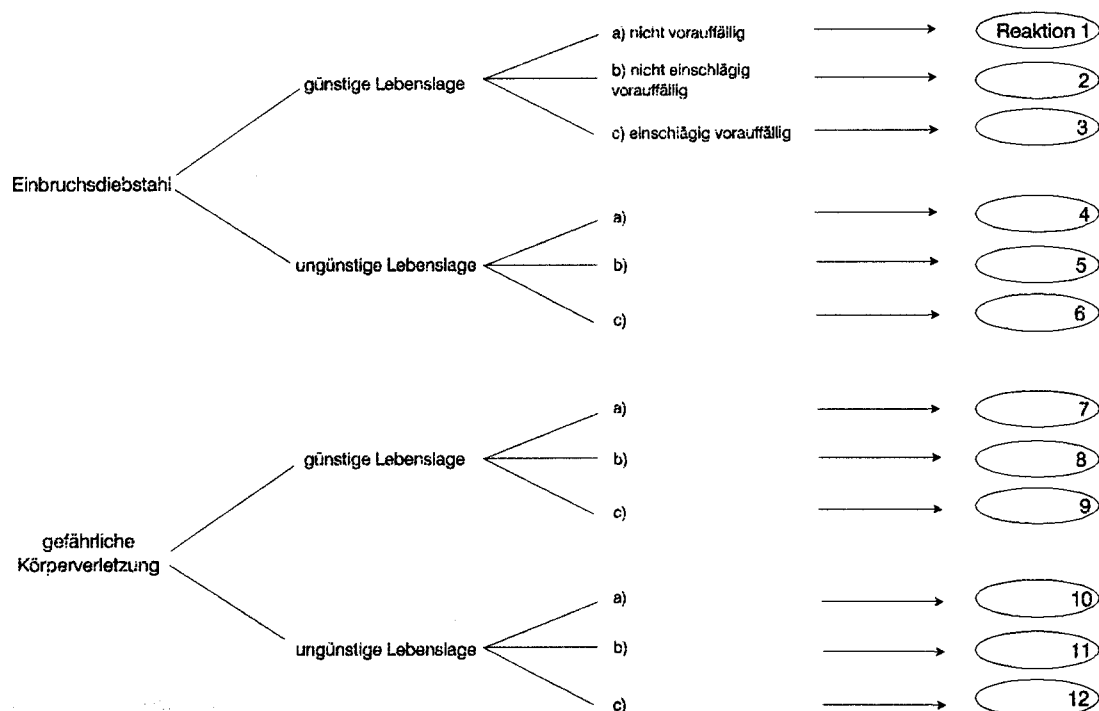 a) nicht vorauffällig
Reaktion 1
günstige Lebenslage
b) nicht einschlägig
vorauffällig
2
c) einschlägig vorauffällig
3
Einbruchsdiebstahl
a)
4
ungünstige Lebenslage
b)
5
c)
6
a)
7
günstige Lebenslage
b)
8
c)
9
gefährliche
Körperverletzung
a)
10
ungünstige Lebenslage
b)
11
c)
12